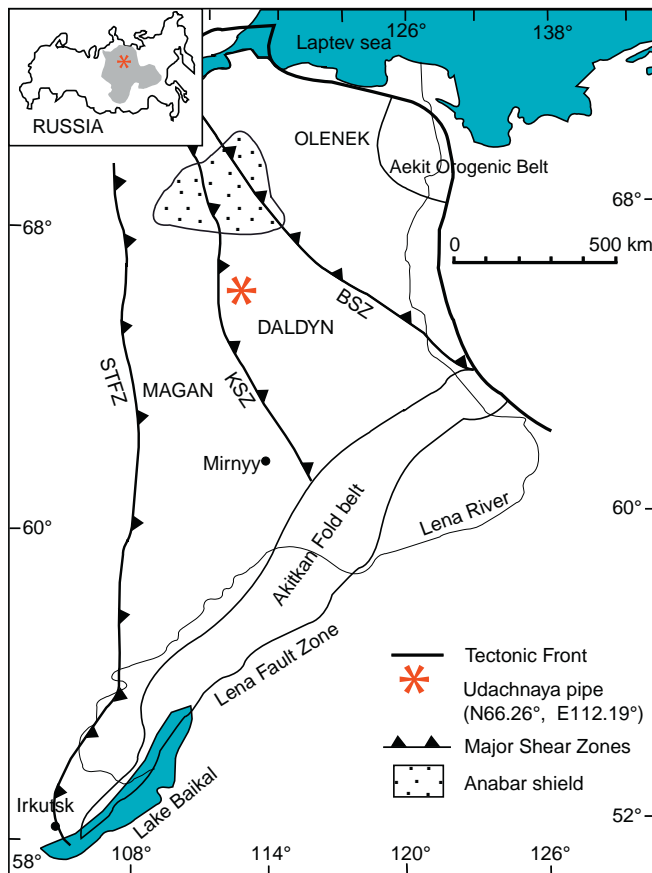 126°
138°
Laptev sea
RUSSIA
OLENEK
Aekit Orogenic Belt
68°
68°
0 500 km
BSZ
DALDYN
STFZ
MAGAN
KSZ
Mirnyy
60°
60°
Akitkan Fold belt
Lena River
Lena Fault Zone
Tectonic Front
Udachnaya pipe
(N66.26°, E112.19°)
Major Shear Zones
Anabar shield
Irkutsk
Lake Baikal
52°
58°
108°
114°
120°
126°